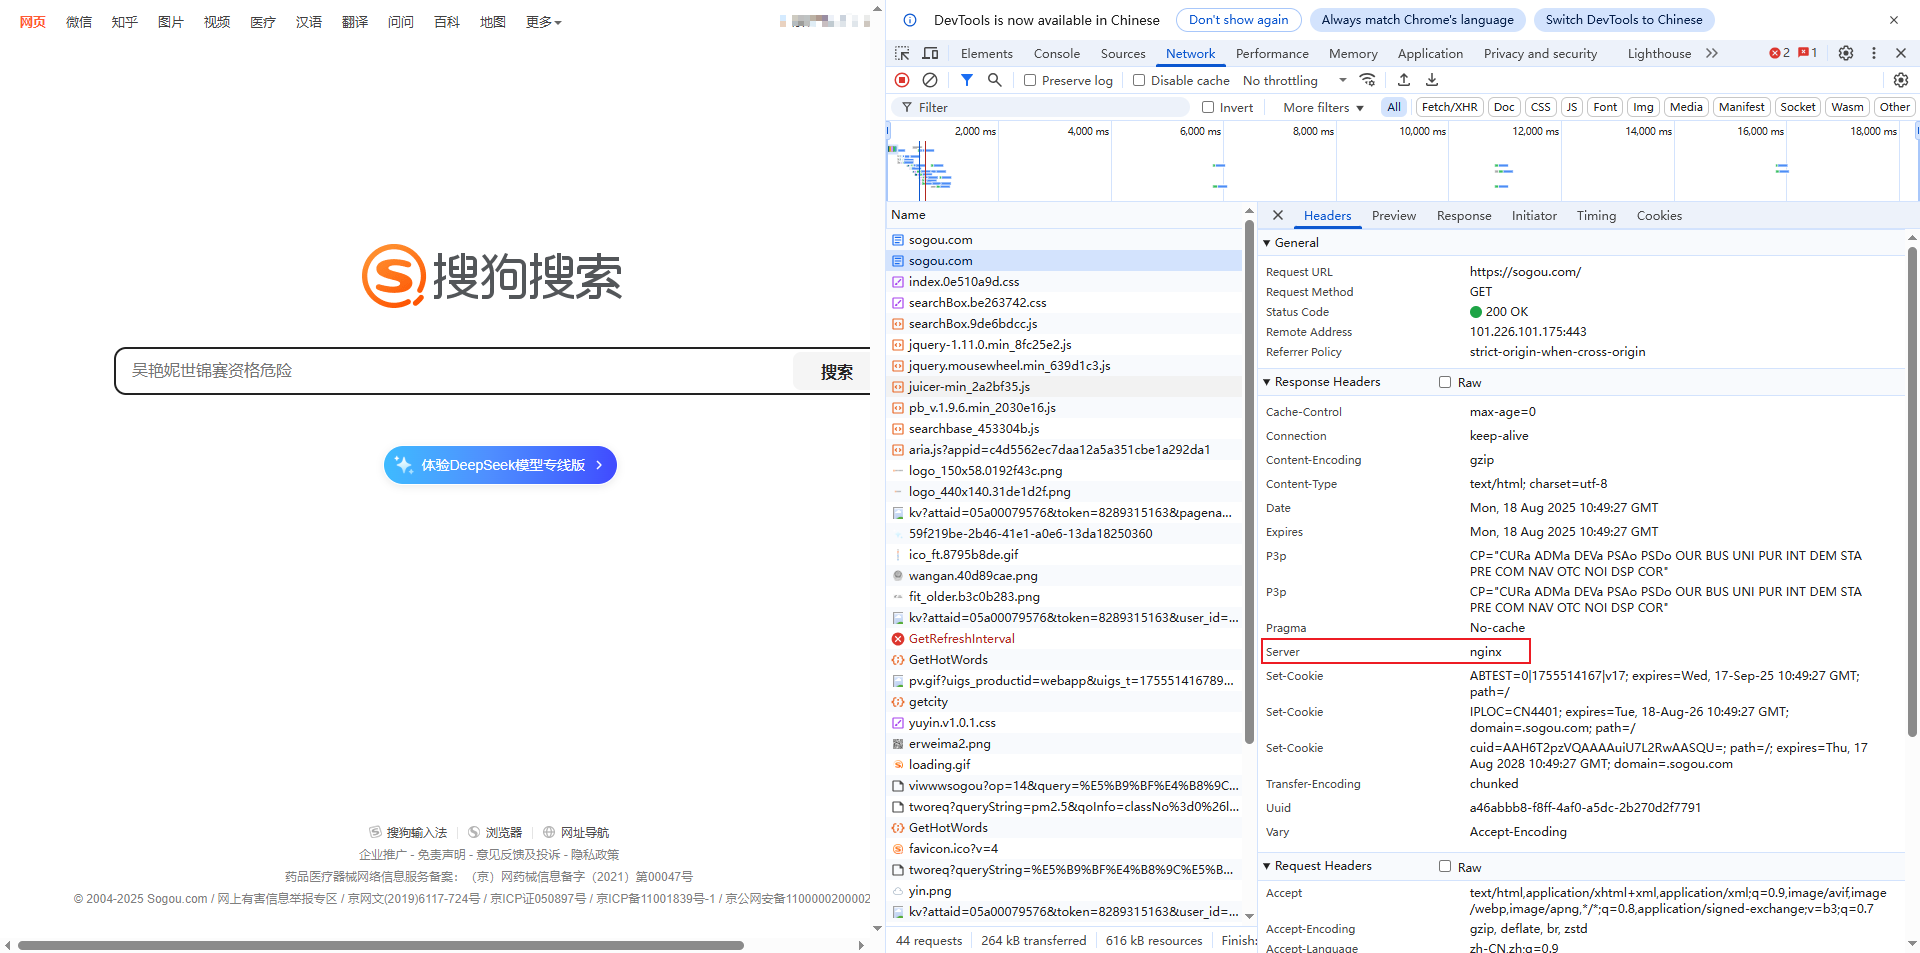 网页 微信 知乎 图片 视频 医疗 汉语 翻译 问问 百科 地图 更多
搜狗搜索
吴艳妮世锦赛资格危险 搜索
体验DeepSeek模型专线版
搜狗输入法 浏览器 网址导航
企业推广 - 免责声明 - 意见反馈及投诉 - 隐私政策
药品医疗器械网络信息服务备案：（京）网药械信息备字（2021）第00047号
© 2004-2025 Sogou.com / 网上有害信息举报专区 / 京网文(2019)6117-724号 / 京ICP证050897号 / 京ICP备11001839号-1 / 京公网安备1100000200002
DevTools is now available in Chinese Don't show again Always match Chrome's language Switch DevTools to Chinese
Elements Console Sources Network Performance Memory Application Privacy and security Lighthouse 2 1
Preserve log Disable cache No throttling
Filter Invert More filters All Fetch/XHR Doc CSS JS Font Img Media Manifest Socket Wasm Other
2,000 ms 4,000 ms 6,000 ms 8,000 ms 10,000 ms 12,000 ms 14,000 ms 16,000 ms 18,000 ms
Name
sogou.com
sogou.com
index.0e510a9d.css
searchBox.be263742.css
searchBox.9de6bdcc.js
jquery-1.11.0.min_8fc25e2.js
jquery.mousewheel.min_639d1c3.js
juicer-min_2a2bf35.js
pb_v.1.9.6.min_2030e16.js
searchbase_453304b.js
aria.js?appid=c4d5562ec7daa12a5a351cbe1a292da1
logo_150x58.0192f43c.png
logo_440x140.31de1d2f.png
kv?attaid=05a00079576&token=8289315163&pagena...
59f219be-2b46-41e1-a0e6-13da18250360
ico_ft.8795b8de.gif
wangan.40d89cae.png
fit_older.b3c0b283.png
kv?attaid=05a00079576&token=8289315163&user_id=...
GetRefreshInterval
GetHotWords
pv.gif?uigs_productid=webapp&uigs_t=175551416789...
getcity
yuyin.v1.0.1.css
erweima2.png
loading.gif
viwwwsogou?op=14&query=%E5%B9%BF%E4%B8%9C...
tworeq?queryString=pm2.5&qoInfo=classNo%3d0%26l...
GetHotWords
favicon.ico?v=4
tworeq?queryString=%E5%B9%BF%E4%B8%9C%E5%B...
yin.png
kv?attaid=05a00079576&token=8289315163&user_id=...
44 requests 264 kB transferred 616 kB resources Finish:
Headers Preview Response Initiator Timing Cookies
General
Request URL https://sogou.com/
Request Method GET
Status Code 200 OK
Remote Address 101.226.101.175:443
Referrer Policy strict-origin-when-cross-origin
Response Headers Raw
Cache-Control max-age=0
Connection keep-alive
Content-Encoding gzip
Content-Type text/html; charset=utf-8
Date Mon, 18 Aug 2025 10:49:27 GMT
Expires Mon, 18 Aug 2025 10:49:27 GMT
P3p CP="CURa ADMa DEVa PSAo PSDo OUR BUS UNI PUR INT DEM STA
PRE COM NAV OTC NOI DSP COR"
P3p CP="CURa ADMa DEVa PSAo PSDo OUR BUS UNI PUR INT DEM STA
PRE COM NAV OTC NOI DSP COR"
Pragma No-cache
Server nginx
Set-Cookie ABTEST=0|1755514167|v17; expires=Wed, 17-Sep-25 10:49:27 GMT;
path=/
Set-Cookie IPLOC=CN4401; expires=Tue, 18-Aug-26 10:49:27 GMT;
domain=.sogou.com; path=/
Set-Cookie cuid=AAH6T2pzVQAAAAuiU7L2RwAASQU=; path=/; expires=Thu, 17
Aug 2028 10:49:27 GMT; domain=.sogou.com
Transfer-Encoding chunked
Uuid a46abbb8-f8ff-4af0-a5dc-2b270d2f7791
Vary Accept-Encoding
Request Headers Raw
Accept text/html,application/xhtml+xml,application/xml;q=0.9,image/avif,image
/webp,image/apng,*/*;q=0.8,application/signed-exchange;v=b3;q=0.7
Accept-Encoding gzip, deflate, br, zstd
Accept-Language zh-CN,zh;q=0.9